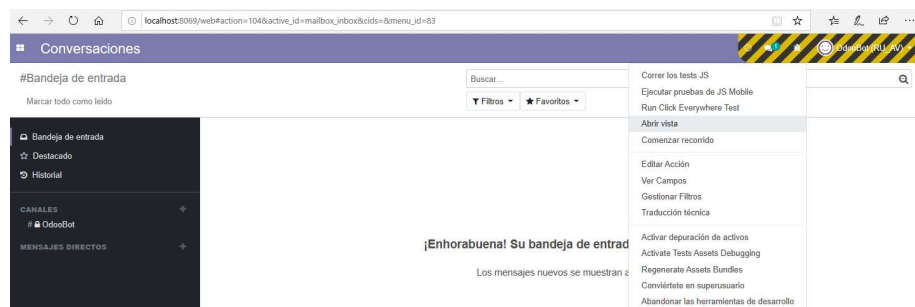 localhost:8069/web#action=104&active_id=mailbox_inbox&cids=&menu_id=83
Conversaciones
1
OdooBot (RU_AV)
#Bandeja de entrada
Buscar...
Marcar todo como leído
Filtros
Favoritos
Bandeja de entrada
Destacado
Historial
CANALES
# OdooBot
MENSAJES DIRECTOS
¡Enhorabuena! Su bandeja de entrad
Los mensajes nuevos se muestran a
Correr los tests JS
Ejecutar pruebas de JS Mobile
Run Click Everywhere Test
Abrir vista
Comenzar recorrido
Editar Acción
Ver Campos
Gestionar Filtros
Traducción técnica
Activar depuración de activos
Activate Tests Assets Debugging
Regenerate Assets Bundles
Conviértete en superusuario
Abandonar las herramientas de desarrollo